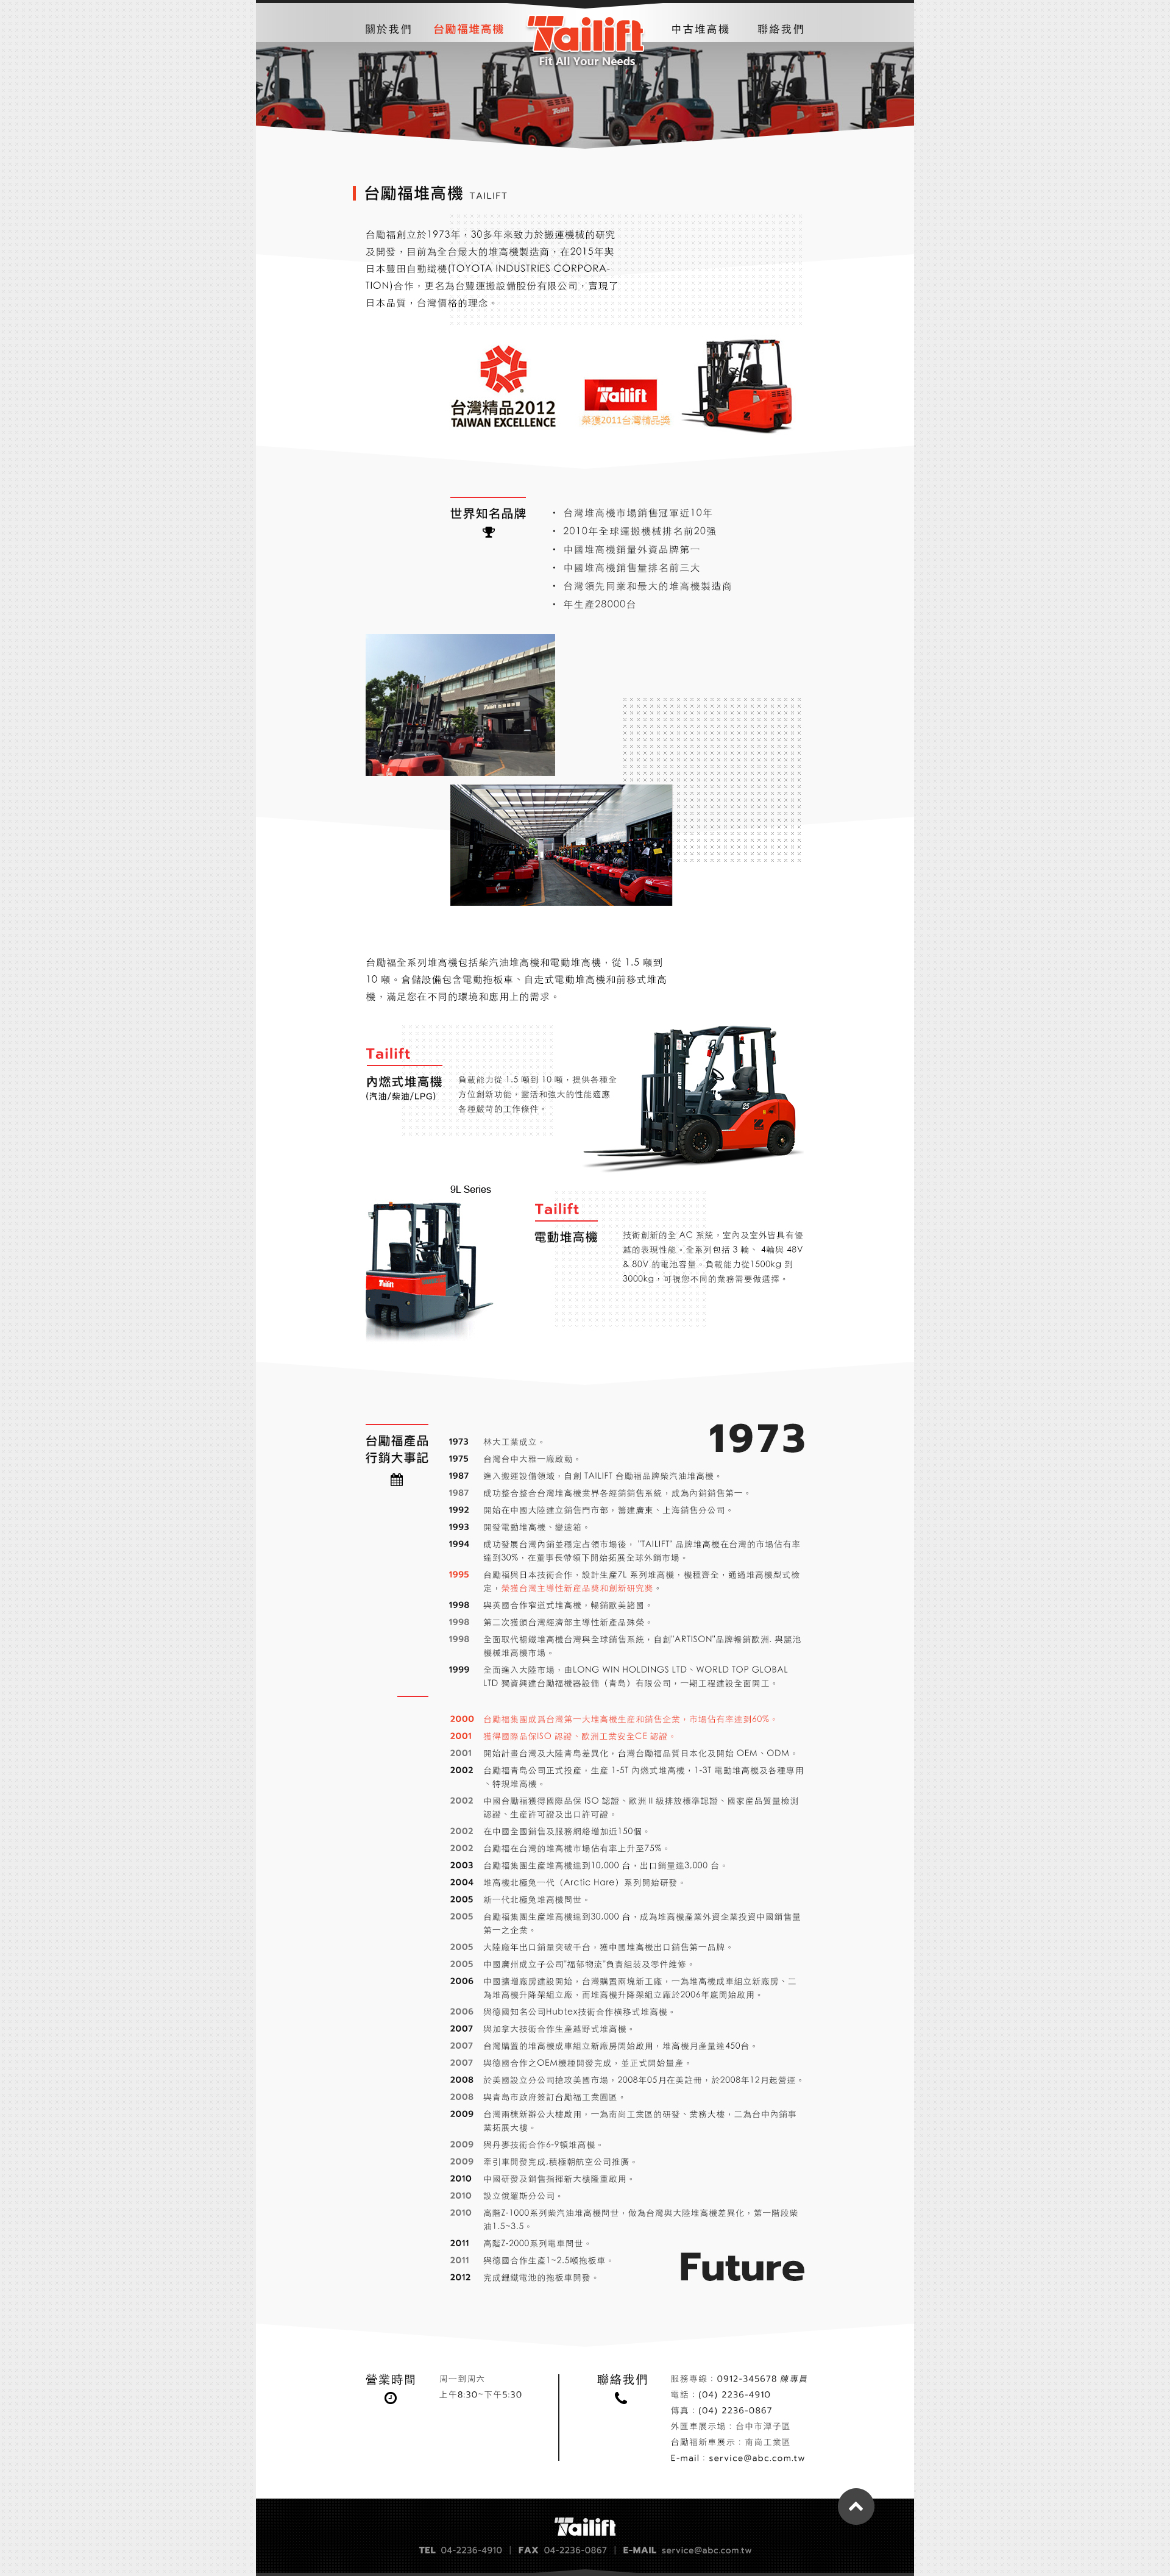 關於我們
台勵福堆高機
Tailift
Fit All Your Needs
中古堆高機
聯絡我們
台勵福堆高機 TAILIFT
台勵福創立於1973年，30多年來致力於搬運機械的研究
及開發，目前為全台最大的堆高機製造商，在2015年與
日本豐田自動織機(TOYOTA INDUSTRIES CORPORA-
TION)合作，更名為台豐運搬設備股份有限公司，實現了
日本品質，台灣價格的理念。
台灣精品2012
TAIWAN EXCELLENCE
Tailift
榮獲2011台灣精品獎
世界知名品牌
• 台灣堆高機市場銷售冠軍近10年
• 2010年全球運搬機械排名前20强
• 中國堆高機銷量外資品牌第一
• 中國堆高機銷售量排名前三大
• 台灣領先同業和最大的堆高機製造商
• 年生產28000台
台勵福全系列堆高機包括柴汽油堆高機和電動堆高機，從 1.5 噸到
10 噸。倉儲設備包含電動拖板車、自走式電動堆高機和前移式堆高
機，滿足您在不同的環境和應用上的需求。
Tailift
內燃式堆高機
(汽油/柴油/LPG)
負載能力從 1.5 噸到 10 噸，提供各種全
方位創新功能，靈活和強大的性能適應
各種嚴苛的工作條件。
9L Series
Tailift
電動堆高機
技術創新的全 AC 系統，室內及室外皆具有優
越的表現性能。全系列包括 3 輪、 4輪與 48V
& 80V 的電池容量。負載能力從1500kg 到
3000kg，可視您不同的業務需要做選擇。
台勵福產品
行銷大事記
1973
1973 林大工業成立。
1975 台灣台中大雅一廠啟動。
1987 進入搬運設備領域，自創 TAILIFT 台勵福品牌柴汽油堆高機。
1987 成功整合整合台灣堆高機業界各經銷銷售系統，成為內銷銷售第一。
1992 開始在中國大陸建立銷售門市部，籌建廣東、上海銷售分公司。
1993 開發電動堆高機、變速箱。
1994 成功發展台灣內銷並穩定占領市場後， "TAILIFT" 品牌堆高機在台灣的市場佔有率
達到30%，在董事長帶領下開始拓展全球外銷市場。
1995 台勵福與日本技術合作，設計生產7L 系列堆高機，機種齊全，通過堆高機型式檢
定，榮獲台灣主導性新產品獎和創新研究獎。
1998 與英國合作窄道式堆高機，暢銷歐美諸國。
1998 第二次獲頒台灣經濟部主導性新產品殊榮。
1998 全面取代楊鐵堆高機台灣與全球銷售系統，自創"ARTISON"品牌暢銷歐洲, 與麗池
機械堆高機市場。
1999 全面進入大陸市場，由LONG WIN HOLDINGS LTD、WORLD TOP GLOBAL
LTD 獨資興建台勵福機器設備（青島）有限公司，一期工程建設全面開工。
2000 台勵福集團成爲台灣第一大堆高機生産和銷售企業，市場佔有率達到60%。
2001 獲得國際品保ISO 認證、歐洲工業安全CE 認證。
2001 開始計畫台灣及大陸青島差異化，台灣台勵福品質日本化及開始 OEM、ODM。
2002 台勵福青島公司正式投産，生産 1-5T 內燃式堆高機，1-3T 電動堆高機及各種專用
、特規堆高機。
2002 中國台勵福獲得國際品保 ISO 認證、歐洲 II 級排放標準認證、國家産品質量檢測
認證、生産許可證及出口許可證。
2002 在中國全國銷售及服務網絡增加近150個。
2002 台勵福在台灣的堆高機市場佔有率上升至75%。
2003 台勵福集團生産堆高機達到10,000 台，出口銷量達3,000 台。
2004 堆高機北極兔一代（Arctic Hare）系列開始研發。
2005 新一代北極兔堆高機問世。
2005 台勵福集團生産堆高機達到30,000 台，成為堆高機產業外資企業投資中國銷售量
第一之企業。
2005 大陸廠年出口銷量突破千台，獲中國堆高機出口銷售第一品牌。
2005 中國廣州成立子公司"福郁物流"負責組裝及零件維修。
2006 中國擴增廠房建設開始，台灣購置兩塊新工廠，一為堆高機成車組立新廠房、二
為堆高機升降架組立廠，而堆高機升降架組立廠於2006年底開始啟用。
2006 與德國知名公司Hubtex技術合作橫移式堆高機。
2007 與加拿大技術合作生產越野式堆高機。
2007 台灣購置的堆高機成車組立新廠房開始啟用，堆高機月產量達450台。
2007 與德國合作之OEM機種開發完成，並正式開始量產。
2008 於美國設立分公司搶攻美國市場，2008年05月在美註冊，於2008年12月起營運。
2008 與青島市政府簽訂台勵福工業園區。
2009 台灣兩棟新辦公大樓啟用，一為南崗工業區的研發、業務大樓，二為台中內銷事
業拓展大樓。
2009 與丹麥技術合作6-9頓堆高機。
2009 牽引車開發完成,積極朝航空公司推廣。
2010 中國研發及銷售指揮新大樓隆重啟用。
2010 設立俄羅斯分公司。
2010 高階Z-1000系列柴汽油堆高機問世，做為台灣與大陸堆高機差異化，第一階段柴
油1.5~3.5。
2011 高階Z-2000系列電車問世。
2011 與德國合作生產1~2.5噸拖板車。
2012 完成鋰鐵電池的拖板車開發。
Future
營業時間
周一到周六
上午8:30~下午5:30
聯絡我們
服務專線：0912-345678 陳專員
電話：(04) 2236-4910
傳真：(04) 2236-0867
外匯車展示場：台中市潭子區
台勵福新車展示：南崗工業區
E-mail：service@abc.com.tw
Tailift
TEL 04-2236-4910 | FAX 04-2236-0867 | E-MAIL service@abc.com.tw